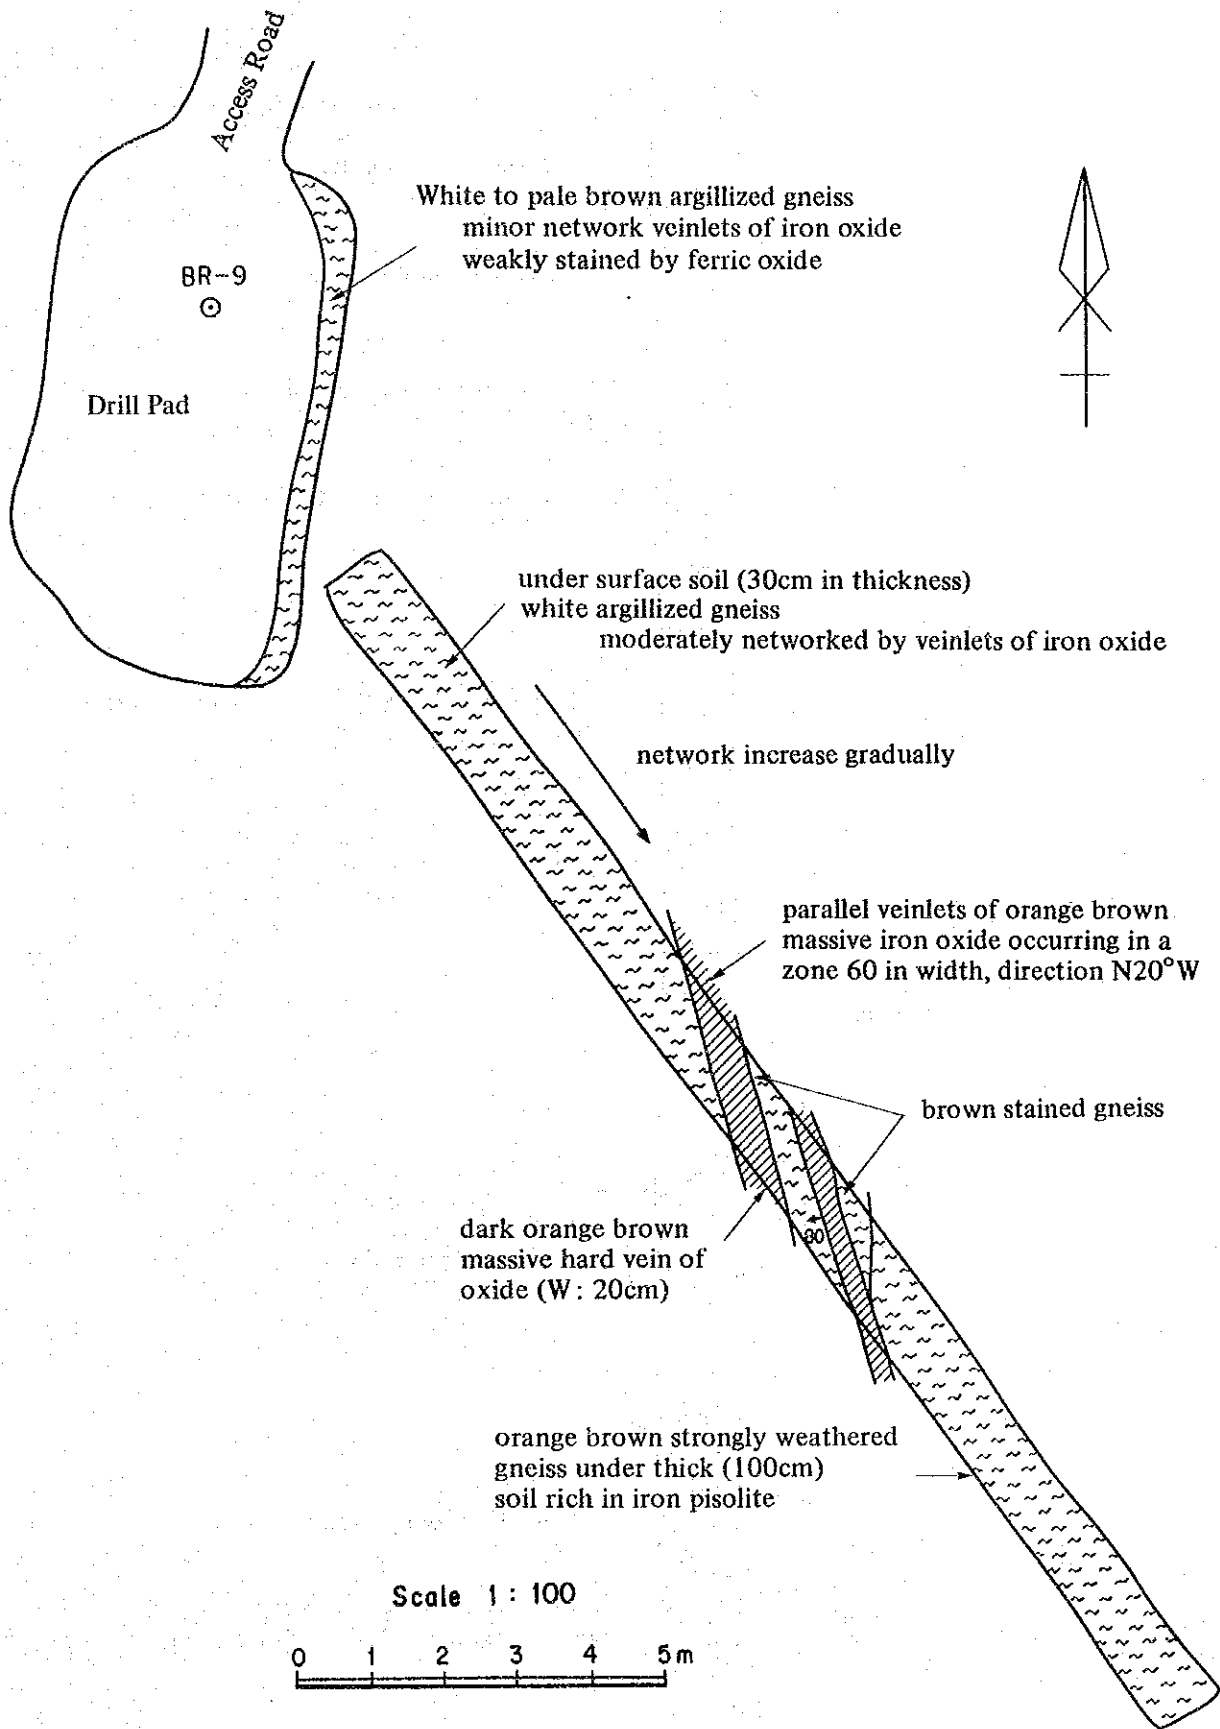 Access Road
White to pale brown argillized gneiss
minor network veinlets of iron oxide
weakly stained by ferric oxide
BR-9
Drill Pad
under surface soil (30cm in thickness)
white argillized gneiss
moderately networked by veinlets of iron oxide
network increase gradually
parallel veinlets of orange brown
massive iron oxide occurring in a
zone 60 in width, direction N20°W
brown stained gneiss
dark orange brown
massive hard vein of
oxide (W: 20cm)
80
orange brown strongly weathered
gneiss under thick (100cm)
soil rich in iron pisolite
Scale 1 : 100
0 1 2 3 4 5 m